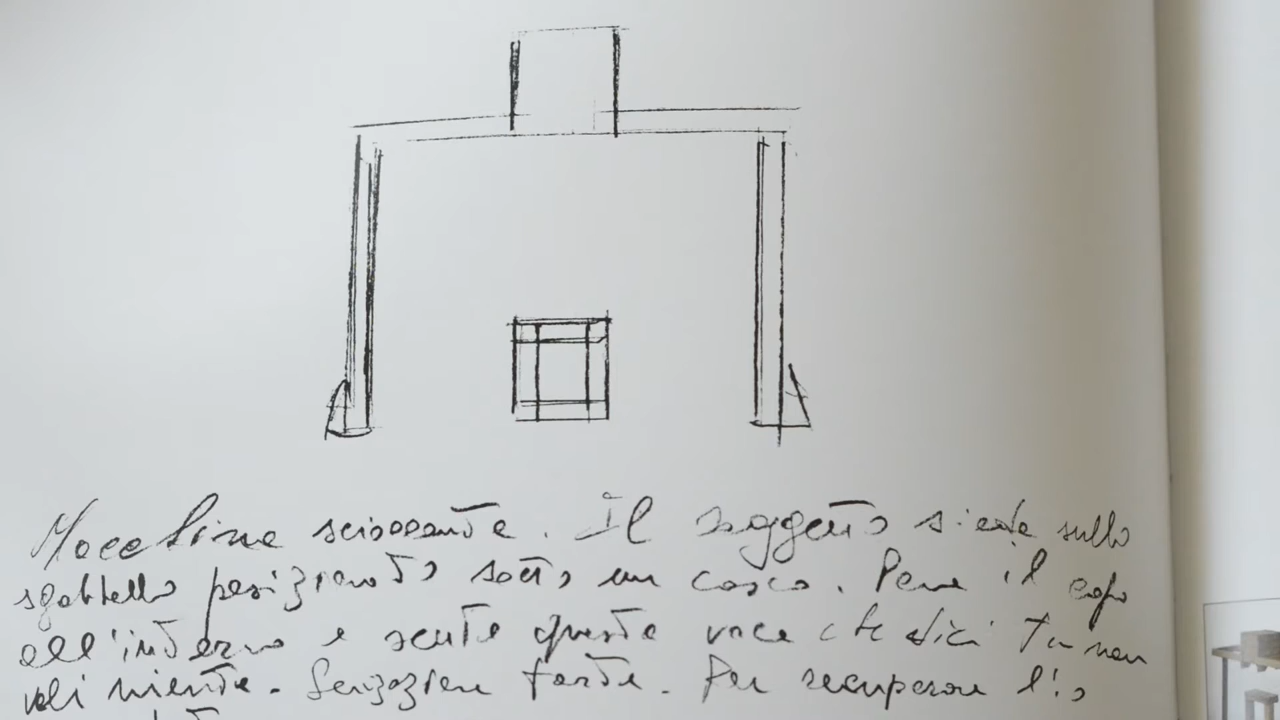 Macchina scioccante. Il soggetto siede sullo
sgabello posizionato sotto un casco. Pone il capo
all'interno e sente questa voce che dici Tu non
vali niente. Sensazione forte. Per recuperare l'io